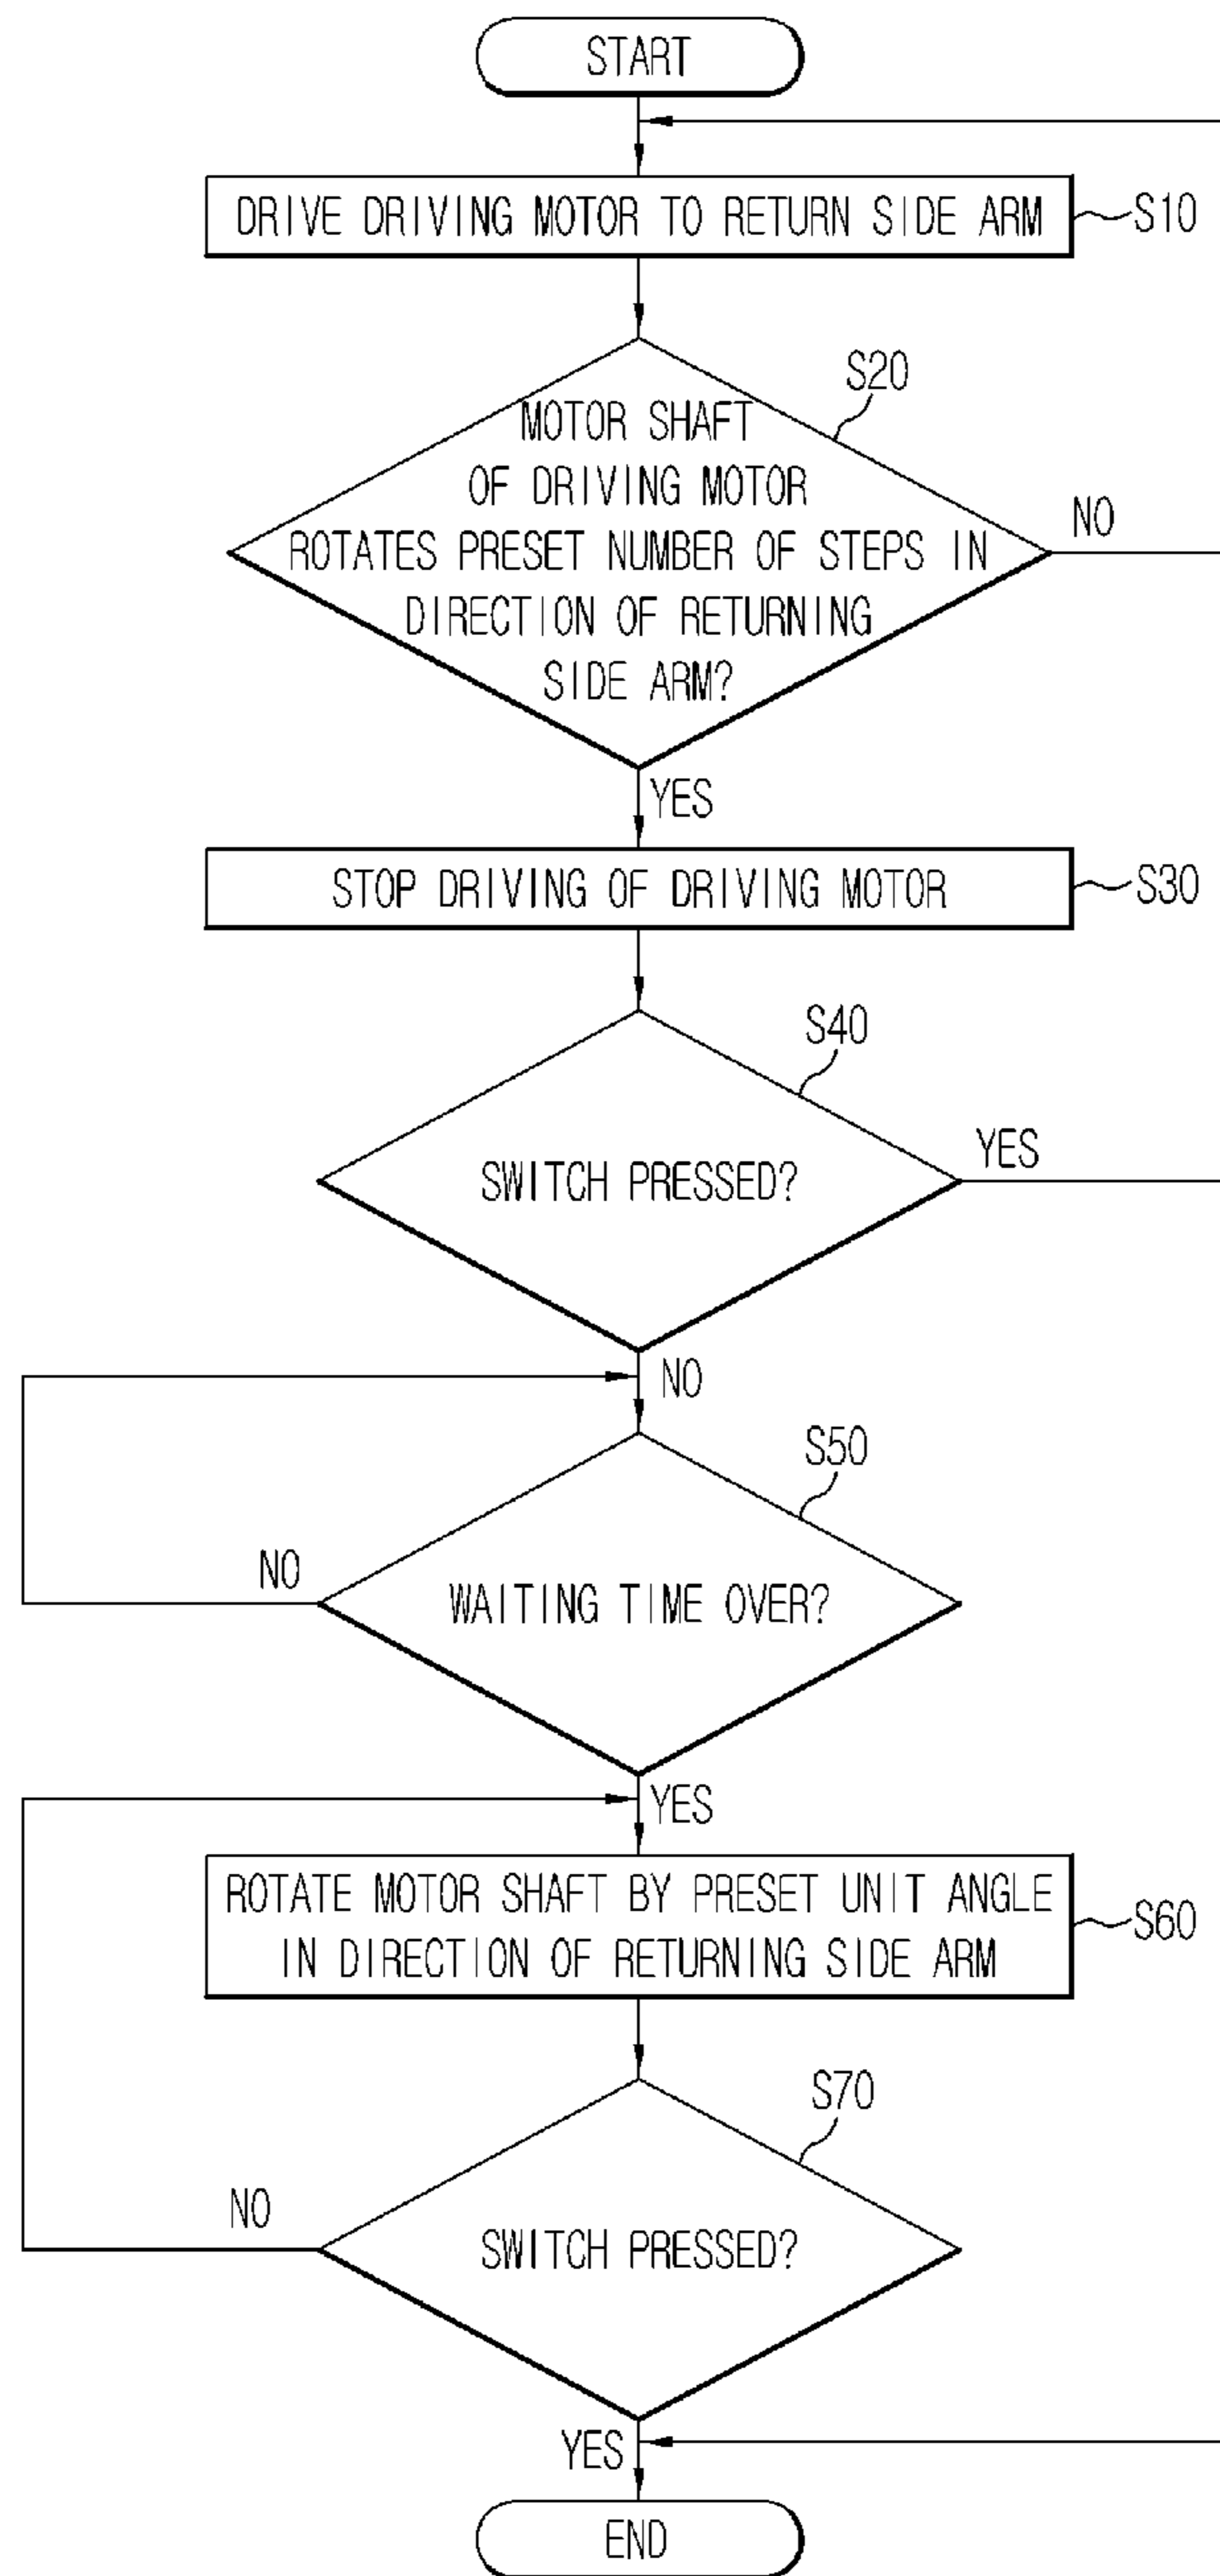 START
DRIVE DRIVING MOTOR TO RETURN SIDE ARM
S10
S20
MOTOR SHAFT
OF DRIVING MOTOR
ROTATES PRESET NUMBER OF STEPS IN
DIRECTION OF RETURNING
SIDE ARM?
NO
YES
STOP DRIVING OF DRIVING MOTOR
S30
S40
SWITCH PRESSED?
YES
NO
S50
WAITING TIME OVER?
NO
YES
ROTATE MOTOR SHAFT BY PRESET UNIT ANGLE
IN DIRECTION OF RETURNING SIDE ARM
S60
S70
SWITCH PRESSED?
NO
YES
END